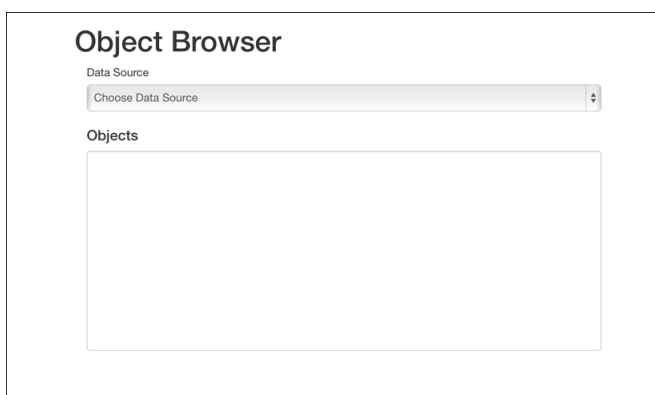 Object Browser
Data Source
Choose Data Source
Objects